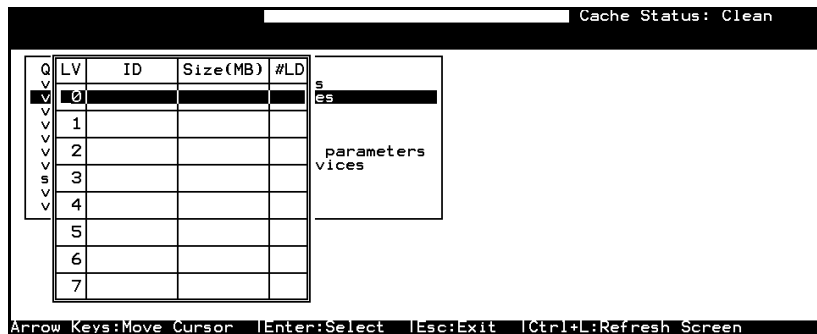 Cache Status: Clean
Q LV ID Size(MB) #LD
v s
v 0 es
v
v 1
v
v 2 parameters
v vices
s 3
v
v 4
5
6
7
Arrow Keys:Move Cursor |Enter:Select |Esc:Exit |Ctrl+L:Refresh Screen